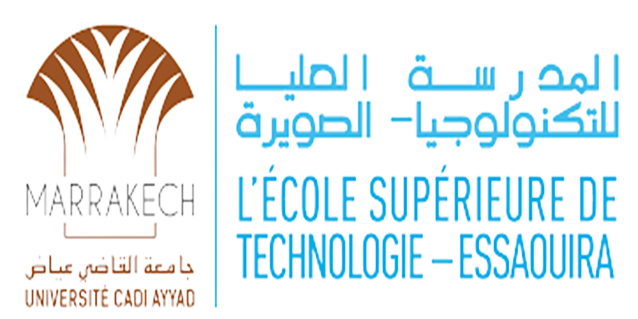 MARRAKECH
جامعة القاضي عياض
UNIVERSITÉ CADI AYYAD
المدرسة العليا
للتكنولوجيا– الصويرة
L'ÉCOLE SUPÉRIEURE DE
TECHNOLOGIE – ESSAOUIRA